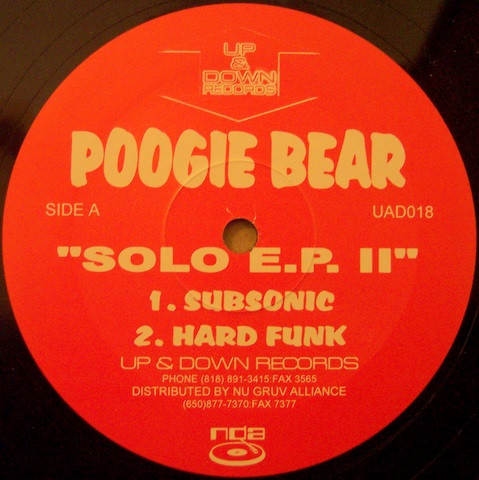 UP
&
DOWN
RECORDS
POOGIE BEAR
SIDE A UAD018
"SOLO E.P. II"
1. SUBSONIC
2. HARD FUNK
UP & DOWN RECORDS
PHONE (818) 891-3415:FAX 3565
DISTRIBUTED BY NU GRUV ALLIANCE
(650)877-7370:FAX 7377
nga